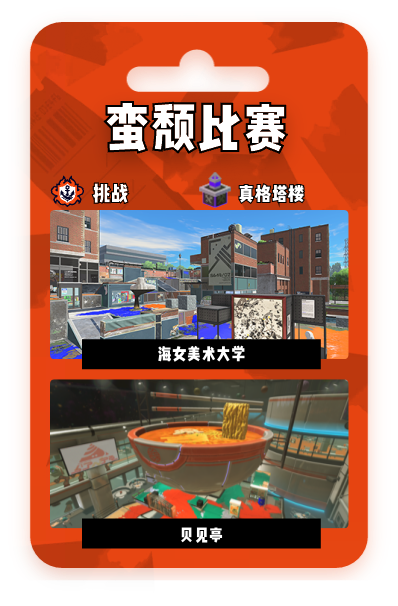 蛮颓比赛
挑战
真格塔楼
海女美术大学
贝见亭